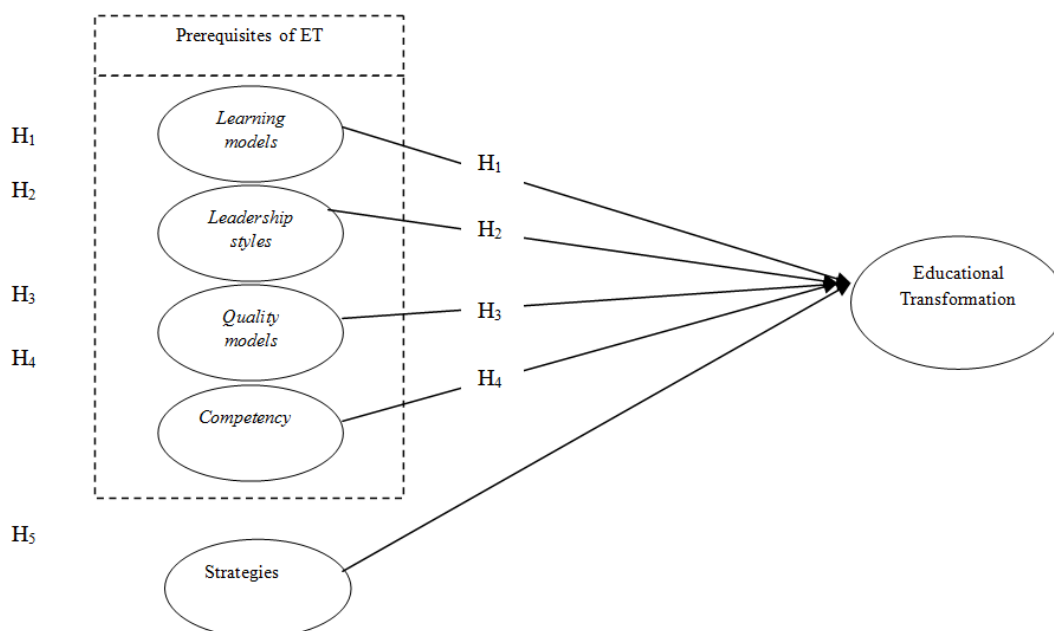 Prerequisites of ET
Learning
models
H₁
H₁
H₂
Leadership
styles
H₂
H₃
Quality
models
H₃
H₄
H₄
Competency
Educational
Transformation
H₅
Strategies